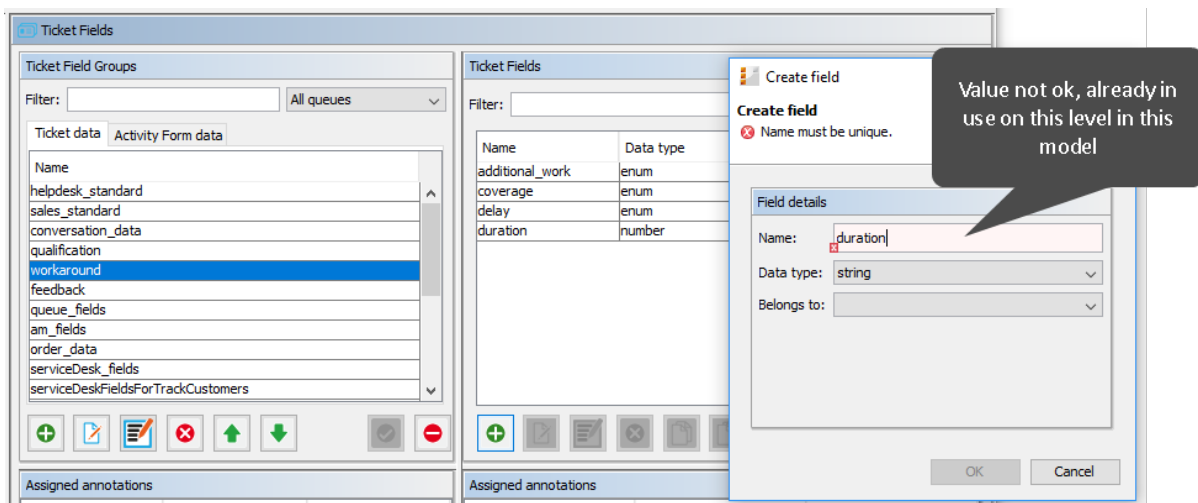 Ticket Fields
Ticket Field Groups
Filter:
All queues
Ticket data
Activity Form data
Name
helpdesk_standard
sales_standard
conversation_data
qualification
workaround
feedback
queue_fields
am_fields
order_data
serviceDesk_fields
serviceDeskFieldsForTrackCustomers
Assigned annotations
Ticket Fields
Filter:
Name Data type
additional_work enum
coverage enum
delay enum
duration number
Assigned annotations
Create field
Create field
Name must be unique.
Field details
Name: duration
Data type: string
Belongs to:
OK Cancel
Value not ok, already in
use on this level in this
model